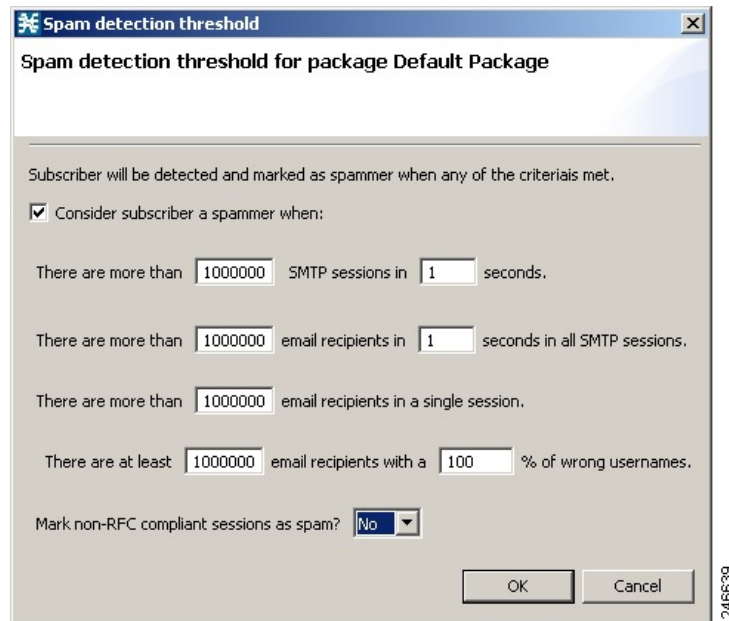 Spam detection threshold
Spam detection threshold for package Default Package
Subscriber will be detected and marked as spammer when any of the criteriais met.
Consider subscriber a spammer when:
There are more than 1000000 SMTP sessions in 1 seconds.
There are more than 1000000 email recipients in 1 seconds in all SMTP sessions.
There are more than 1000000 email recipients in a single session.
There are at least 1000000 email recipients with a 100 % of wrong usernames.
Mark non-RFC compliant sessions as spam? No
OK Cancel
246639